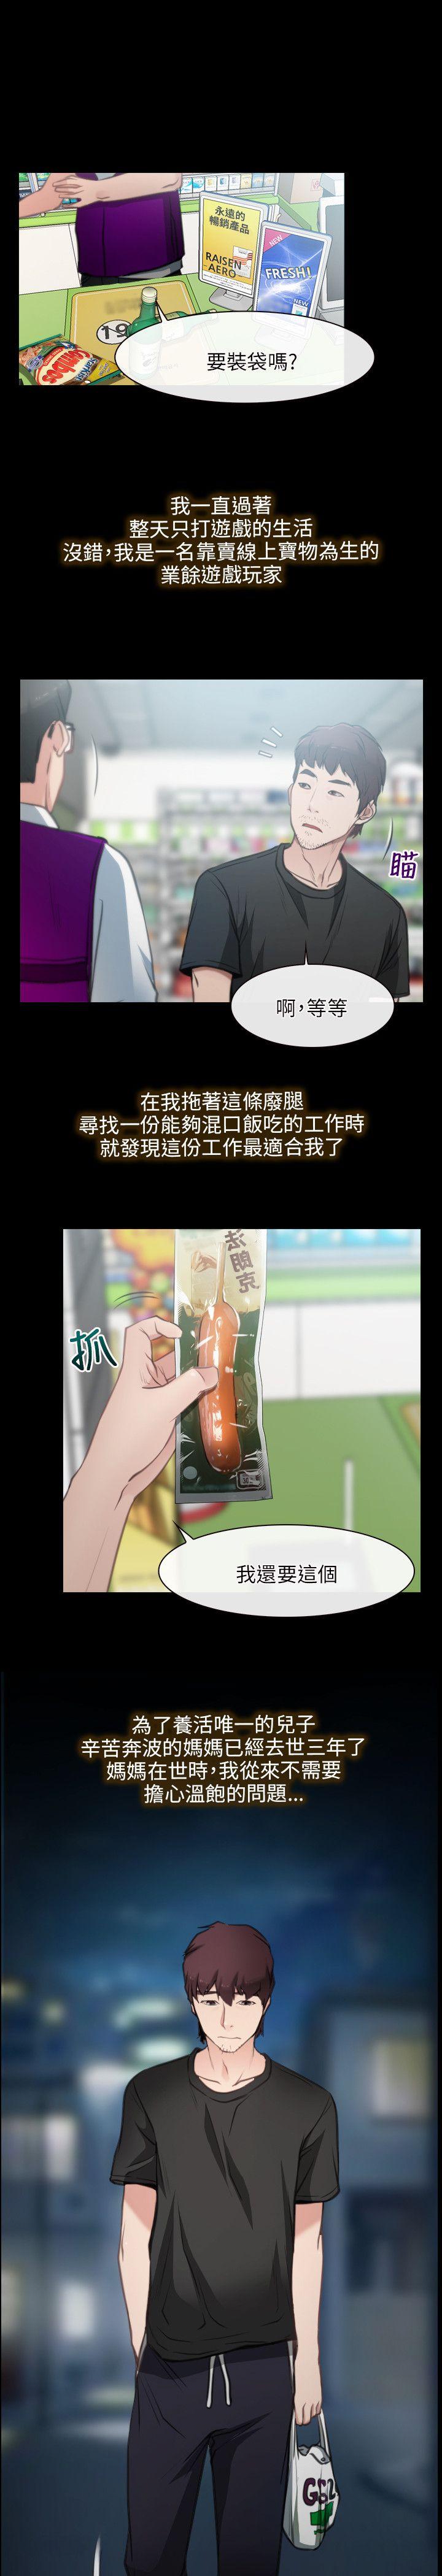 永遠的
暢銷產品
RAISEN
AERO
NEW
FRESH!
NEW
19
要裝袋嗎?
我一直過著
整天只打遊戲的生活
沒錯,我是一名靠賣線上寶物為生的
業餘遊戲玩家
瞄
啊,等等
在我拖著這條廢腿
尋找一份能夠混口飯吃的工作時
就發現這份工作最適合我了
法朗克
抓
我還要這個
為了養活唯一的兒子
辛苦奔波的媽媽已經去世三年了
媽媽在世時,我從來不需要
擔心溫飽的問題...